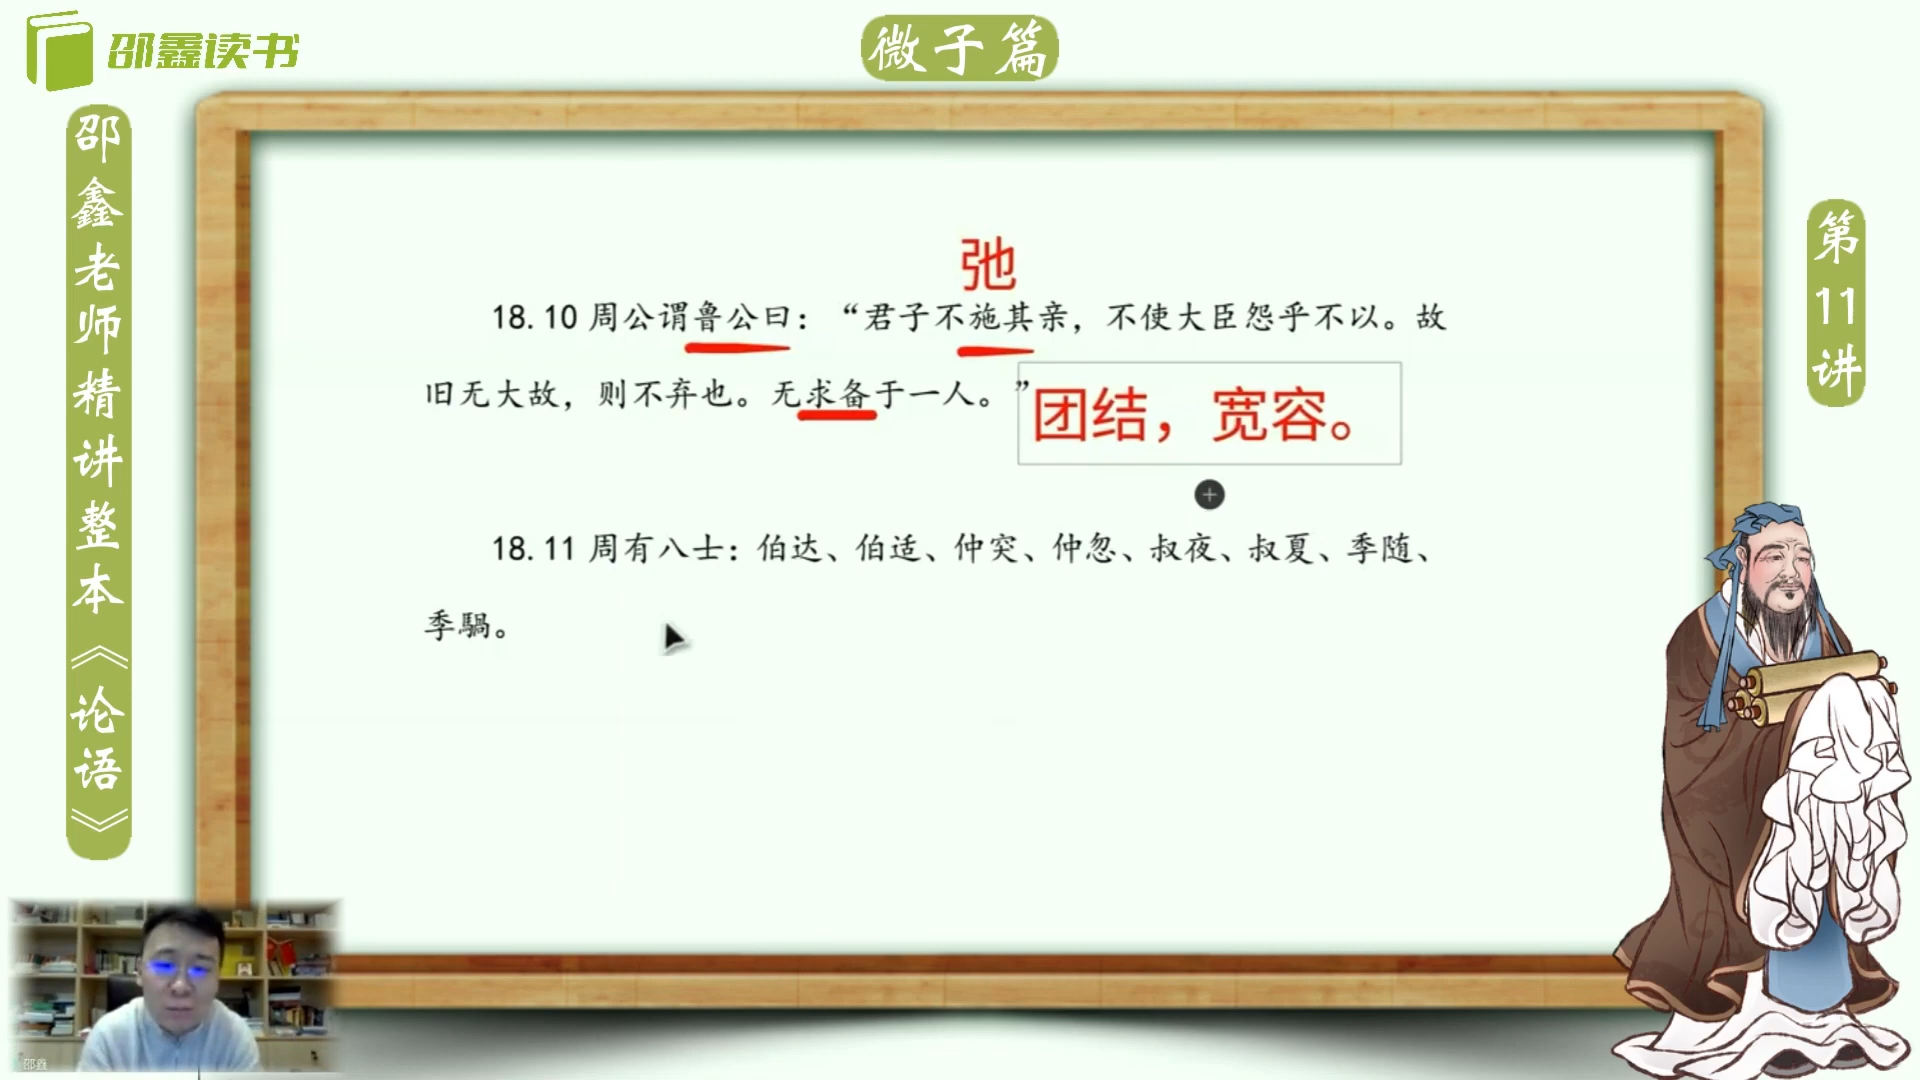 邵鑫读书
微子篇
邵鑫老师精讲整本《论语》
第11讲
弛
18.10 周公谓鲁公曰：“君子不施其亲，不使大臣怨乎不以。故
旧无大故，则不弃也。无求备于一人。”
团结，宽容。
18.11 周有八士：伯达、伯适、仲突、仲忽、叔夜、叔夏、季随、
季騧。
邵鑫